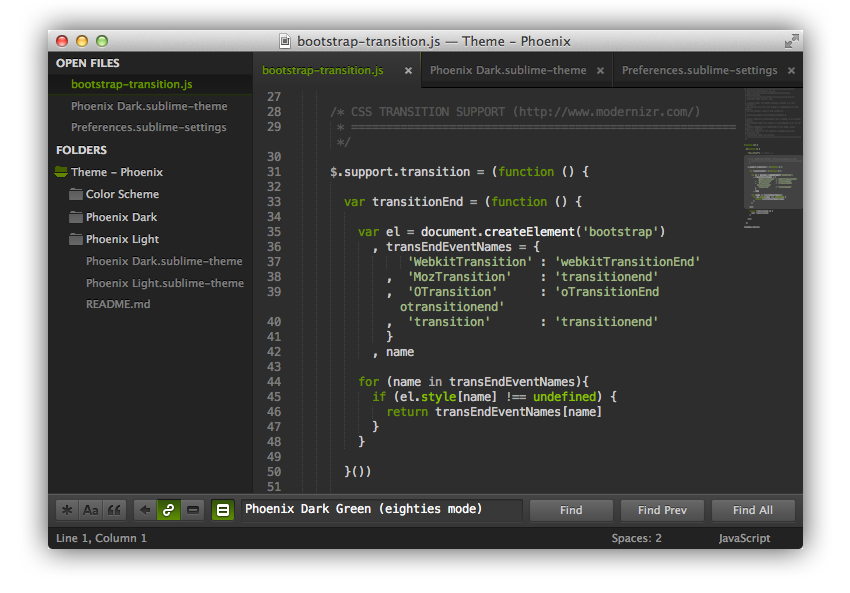 bootstrap-transition.js — Theme – Phoenix
OPEN FILES
bootstrap-transition.js
Phoenix Dark.sublime-theme
Preferences.sublime-settings
FOLDERS
Theme – Phoenix
Color Scheme
Phoenix Dark
Phoenix Light
Phoenix Dark.sublime-theme
Phoenix Light.sublime-theme
README.md
bootstrap-transition.js × Phoenix Dark.sublime-theme × Preferences.sublime-settings ×
27
28 /* CSS TRANSITION SUPPORT (http://www.modernizr.com/)
29 * =======================================================
*/
30
31 $.support.transition = (function () {
32
33 var transitionEnd = (function () {
34
35 var el = document.createElement('bootstrap')
36 , transEndEventNames = {
37 'WebkitTransition' : 'webkitTransitionEnd'
38 , 'MozTransition' : 'transitionend'
39 , 'OTransition' : 'oTransitionEnd
otransitionend'
40 , 'transition' : 'transitionend'
41 }
42 , name
43
44 for (name in transEndEventNames){
45 if (el.style[name] !== undefined) {
46 return transEndEventNames[name]
47 }
48 }
49
50 }())
51
Aa Phoenix Dark Green (eighties mode) Find Find Prev Find All
Line 1, Column 1 Spaces: 2 JavaScript